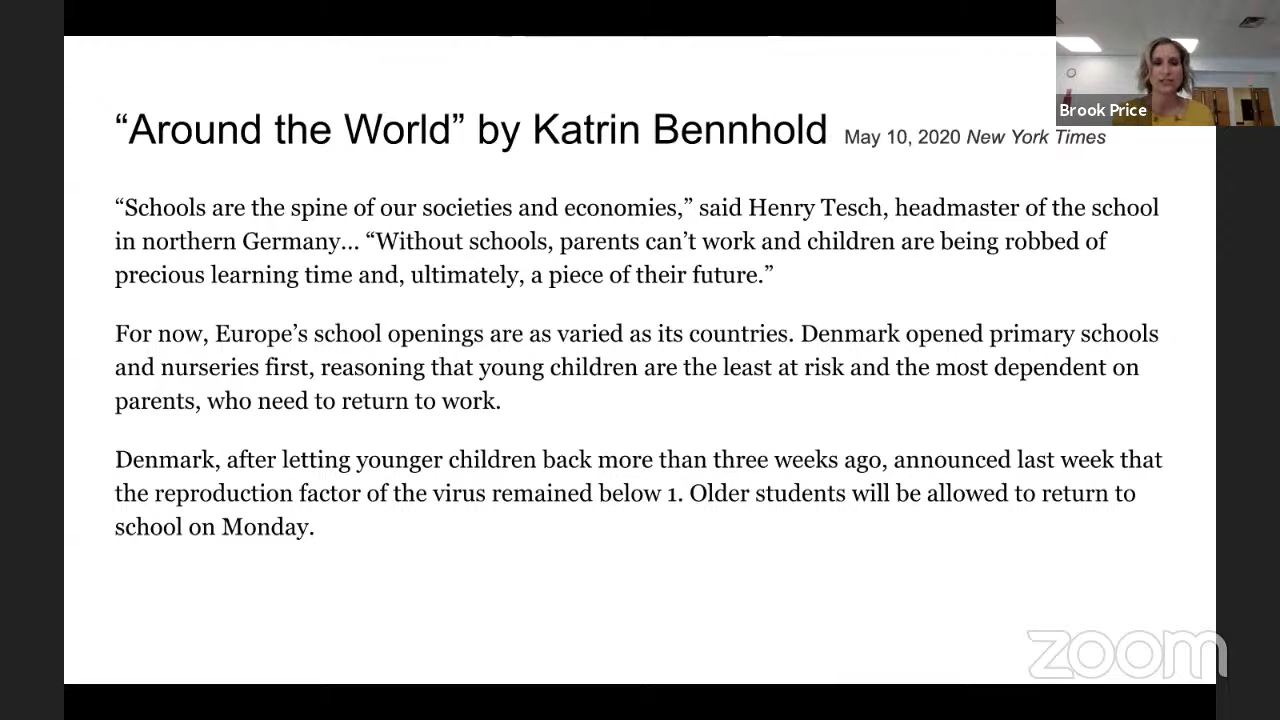 Brook Price
“Around the World” by Katrin Bennhold May 10, 2020 New York Times
“Schools are the spine of our societies and economies,” said Henry Tesch, headmaster of the school
in northern Germany... “Without schools, parents can’t work and children are being robbed of
precious learning time and, ultimately, a piece of their future.”
For now, Europe’s school openings are as varied as its countries. Denmark opened primary schools
and nurseries first, reasoning that young children are the least at risk and the most dependent on
parents, who need to return to work.
Denmark, after letting younger children back more than three weeks ago, announced last week that
the reproduction factor of the virus remained below 1. Older students will be allowed to return to
school on Monday.
zoom